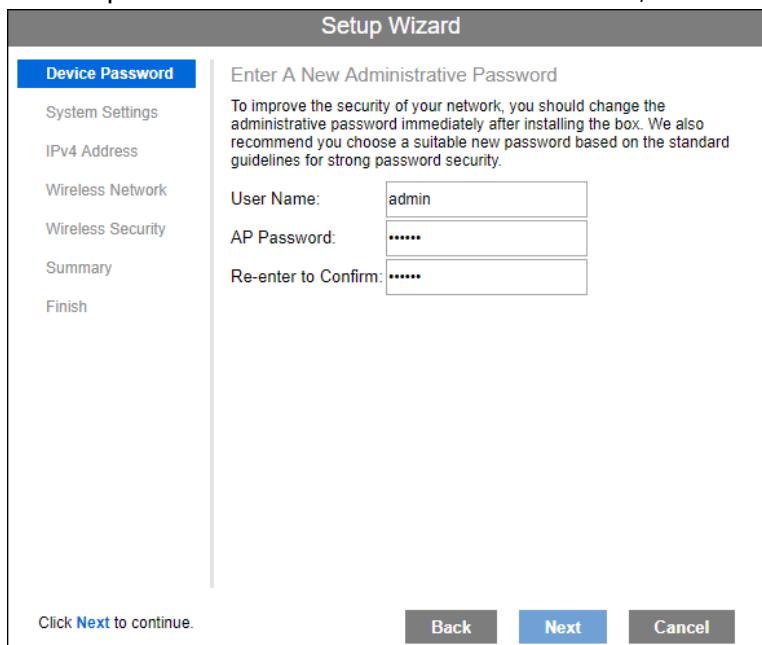 Setup Wizard
Device Password
System Settings
IPv4 Address
Wireless Network
Wireless Security
Summary
Finish
Enter A New Administrative Password
To improve the security of your network, you should change the
administrative password immediately after installing the box. We also
recommend you choose a suitable new password based on the standard
guidelines for strong password security.
User Name: admin
AP Password: ••••••
Re-enter to Confirm: ••••••
Click Next to continue.
Back Next Cancel